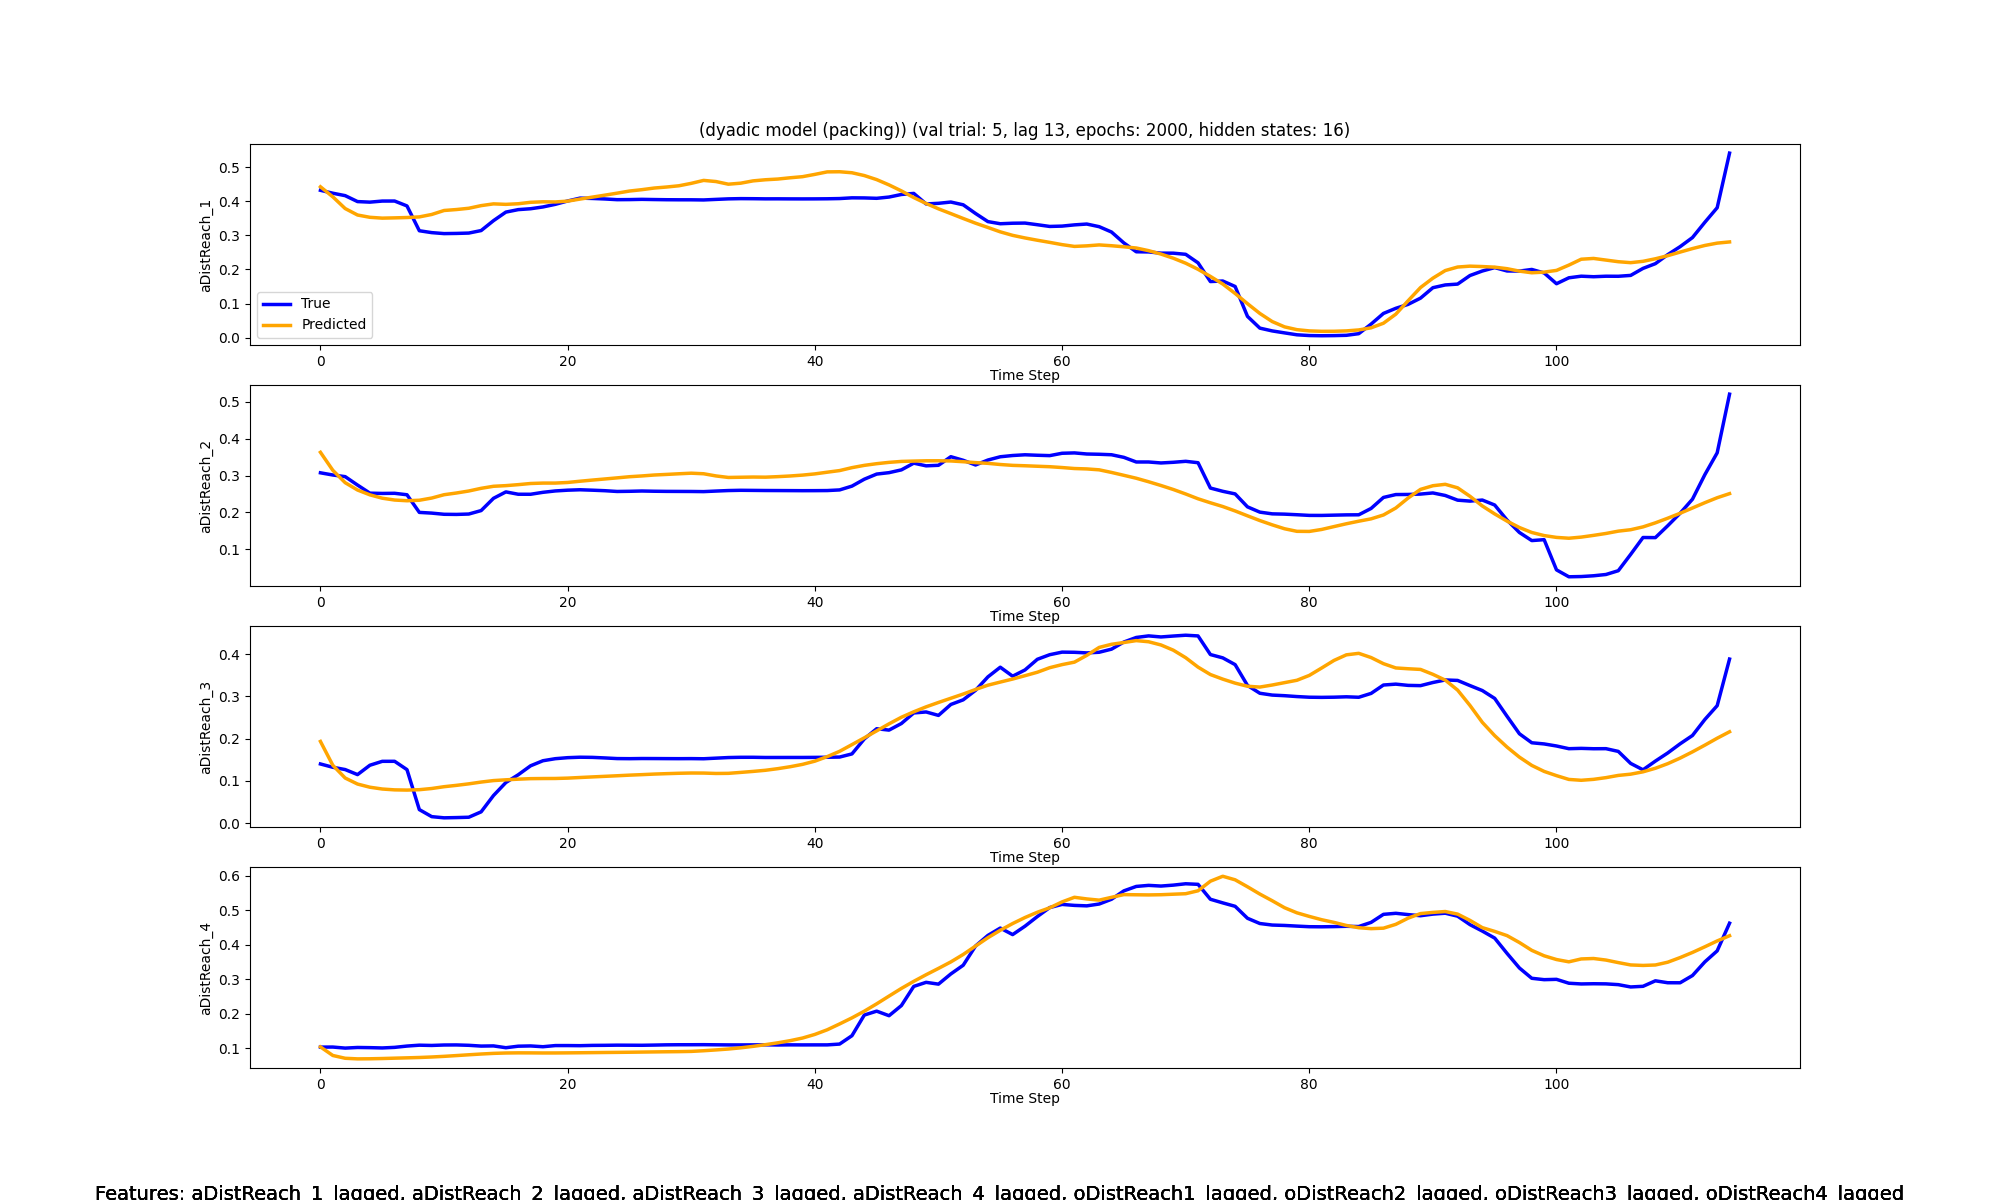 (dyadic model (packing)) (val trial: 5, lag 13, epochs: 2000, hidden states: 16)
aDistReach_1
0.5
0.4
0.3
0.2
0.1
0.0
True
Predicted
0 20 40 60 80 100
Time Step
aDistReach_2
0.5
0.4
0.3
0.2
0.1
0 20 40 60 80 100
Time Step
aDistReach_3
0.4
0.3
0.2
0.1
0.0
0 20 40 60 80 100
Time Step
aDistReach_4
0.6
0.5
0.4
0.3
0.2
0.1
0 20 40 60 80 100
Time Step
Features: aDistReach_1_lagged, aDistReach_2_lagged, aDistReach_3_lagged, aDistReach_4_lagged, oDistReach1_lagged, oDistReach2_lagged, oDistReach3_lagged, oDistReach4_lagged